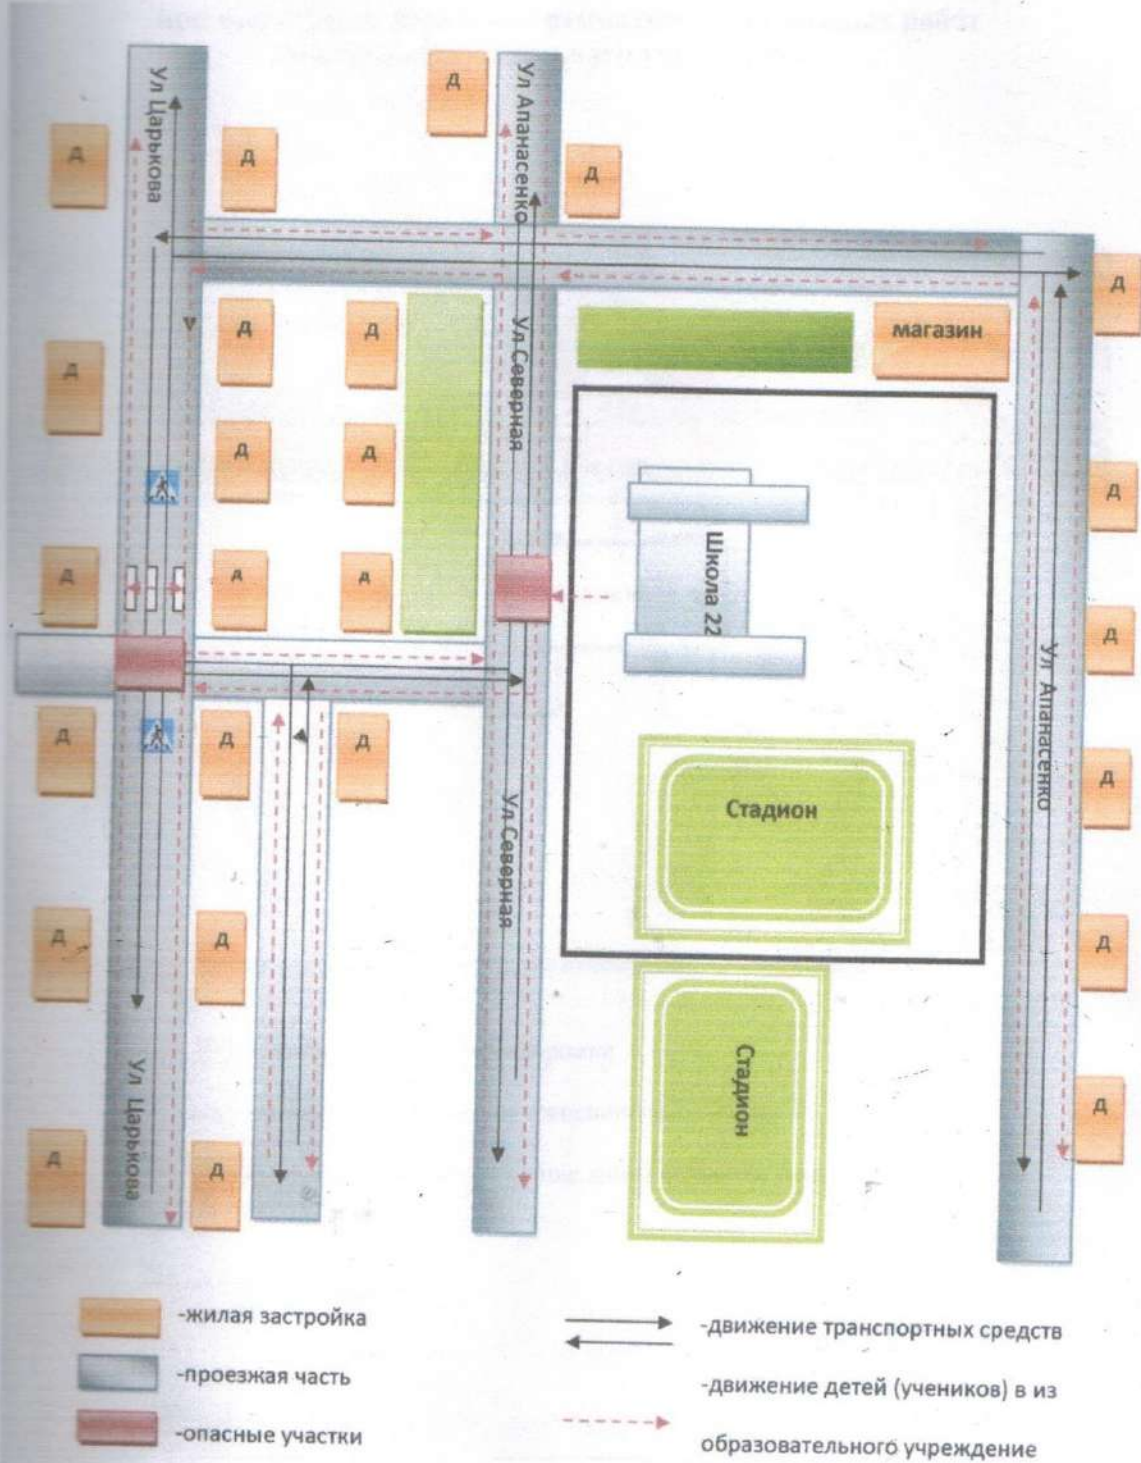 Ул Царькова
Ул Апанасенко
Д
Д
Д
Д
Д
Д
Д
магазин
Д
Д
Ул Северная
Д
Д
Д
Д
Школа 22
Д
Д
Д
Д
Ул Апанасенко
Д
Д
Д
Д
Стадион
Ул Северная
Д
Д
Д
Ул Царькова
Стадион
Д
Д
Д
-жилая застройка
-проезжая часть
-опасные участки
-движение транспортных средств
-движение детей (учеников) в из
образовательного учреждение